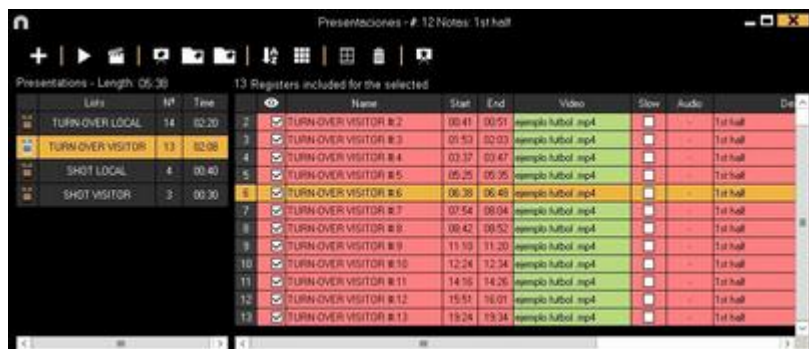 Presentaciones - #: 12 Notes: 1st half
Presentations - Length: 05:38
13 Registers included for the selected
Lists Nº Time
TURN-OVER LOCAL 14 02:20
TURN-OVER VISITOR 13 02:08
SHOT LOCAL 4 00:40
SHOT VISITOR 3 00:30
Name Start End Video Slow Audio De
2 TURN-OVER VISITOR #:2 00:41 00:51 ejemplo futbol .mp4 - 1st half
3 TURN-OVER VISITOR #:3 01:53 02:03 ejemplo futbol .mp4 - 1st half
4 TURN-OVER VISITOR #:4 03:37 03:47 ejemplo futbol .mp4 - 1st half
5 TURN-OVER VISITOR #:5 05:25 05:35 ejemplo futbol .mp4 - 1st half
6 TURN-OVER VISITOR #:6 06:38 06:48 ejemplo futbol .mp4 - 1st half
7 TURN-OVER VISITOR #:7 07:54 08:04 ejemplo futbol .mp4 - 1st half
8 TURN-OVER VISITOR #:8 08:42 08:52 ejemplo futbol .mp4 - 1st half
9 TURN-OVER VISITOR #:9 11:10 11:20 ejemplo futbol .mp4 - 1st half
10 TURN-OVER VISITOR #:10 12:24 12:34 ejemplo futbol .mp4 - 1st half
11 TURN-OVER VISITOR #:11 14:16 14:26 ejemplo futbol .mp4 - 1st half
12 TURN-OVER VISITOR #:12 15:51 16:01 ejemplo futbol .mp4 - 1st half
13 TURN-OVER VISITOR #:13 19:24 19:34 ejemplo futbol .mp4 - 1st half